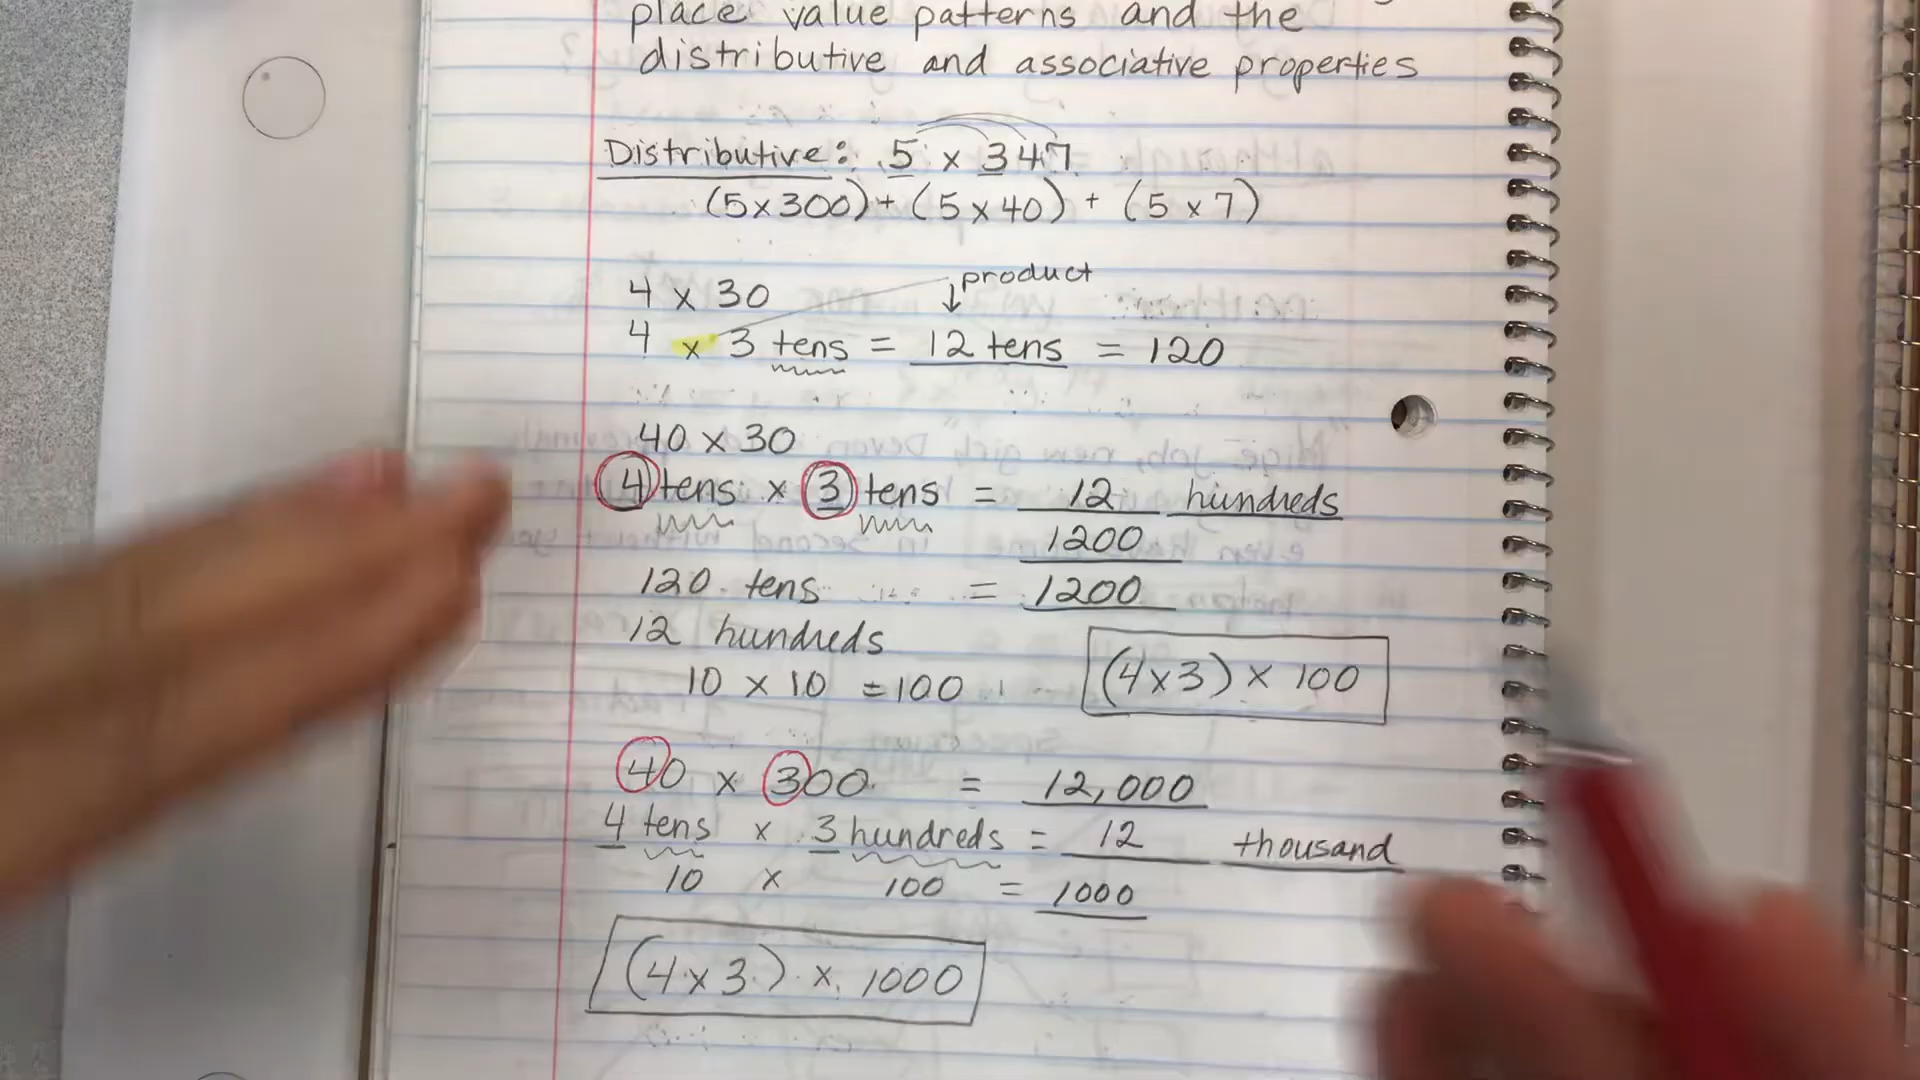 place value patterns and the
distributive and associative properties
Distributive: 5 x 347
(5x300)+(5x40) + (5x7)
4 x 30
product
4 x 3 tens = 12 tens = 120
40 x 30
4 tens x 3 tens = 12 hundreds
1200
120 tens = 1200
12 hundreds
10 x 10 = 100
(4x3) x 100
40 x 300 = 12,000
4 tens x 3 hundreds = 12 thousand
10 x 100 = 1000
(4x3) x 1000